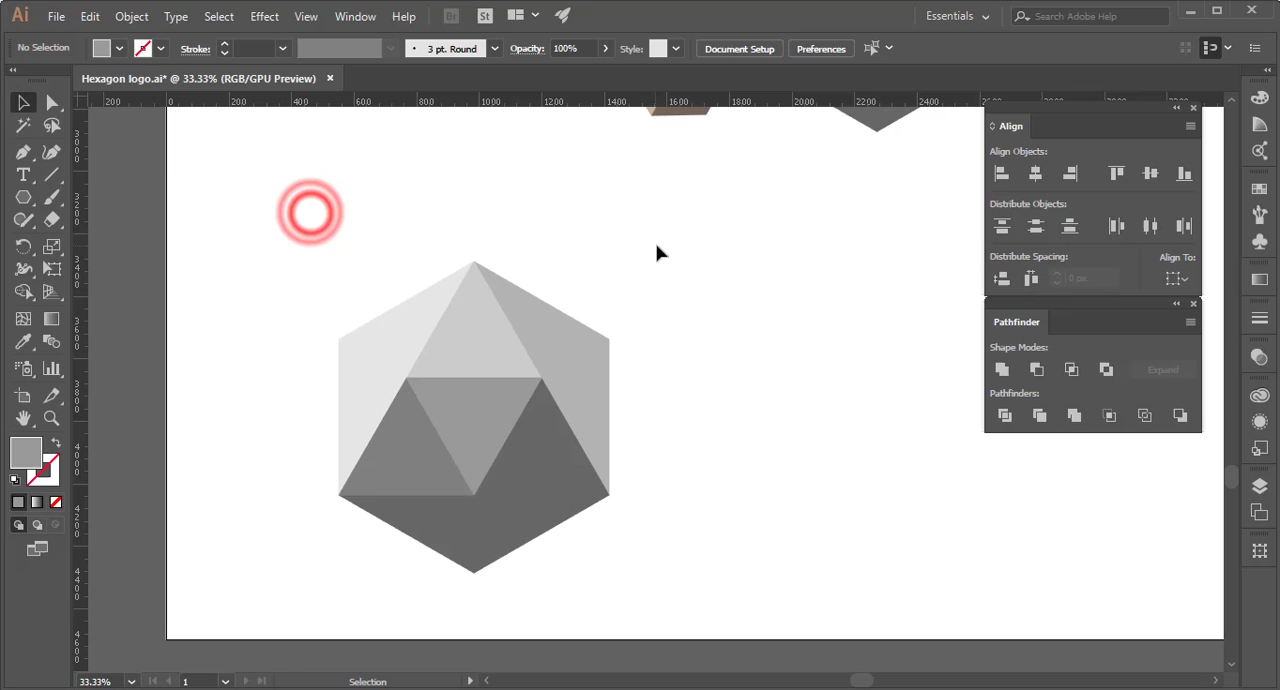 Ai File Edit Object Type Select Effect View Window Help Br St Essentials Search Adobe Help
No Selection Stroke: 3 pt. Round Opacity: 100% Style: Document Setup Preferences
Hexagon logo.ai* @ 33.33% (RGB/GPU Preview)
200 0 200 400 600 800 1000 1200 1400 1600 1800 2000 2200 2400
Align
Align Objects:
Distribute Objects:
Distribute Spacing: Align To:
0 px
Pathfinder
Shape Modes:
Expand
Pathfinders:
33.33% 1 Selection